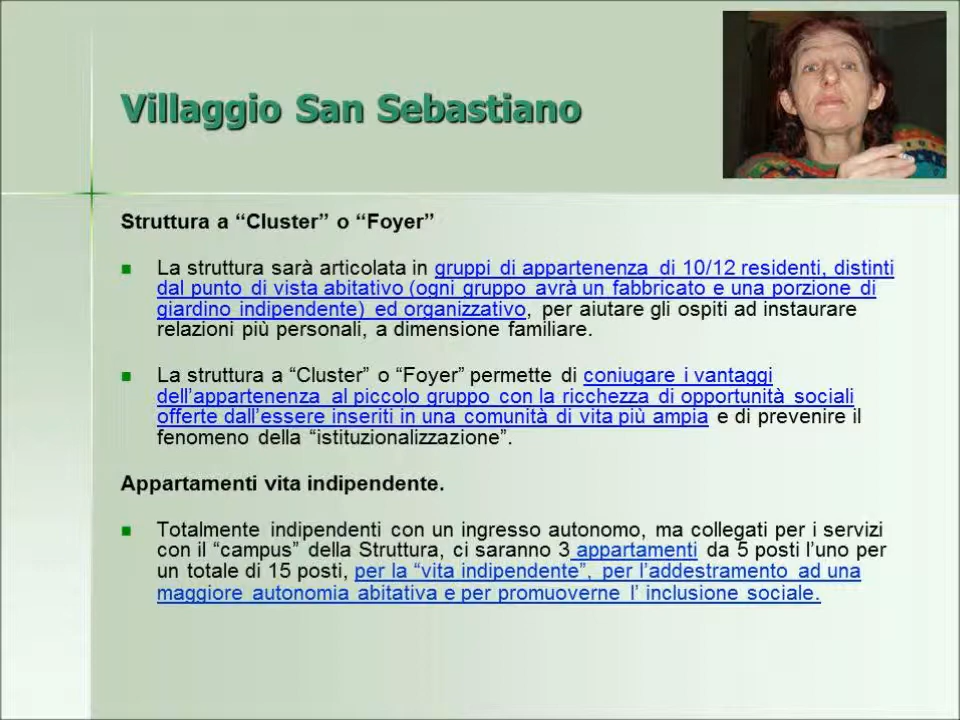 Villaggio San Sebastiano
Struttura a “Cluster” o “Foyer”
La struttura sarà articolata in gruppi di appartenenza di 10/12 residenti, distinti
dal punto di vista abitativo (ogni gruppo avrà un fabbricato e una porzione di
giardino indipendente) ed organizzativo, per aiutare gli ospiti ad instaurare
relazioni più personali, a dimensione familiare.
La struttura a “Cluster” o “Foyer” permette di coniugare i vantaggi
dell’appartenenza al piccolo gruppo con la ricchezza di opportunità sociali
offerte dall’essere inseriti in una comunità di vita più ampia e di prevenire il
fenomeno della “istituzionalizzazione”.
Appartamenti vita indipendente.
Totalmente indipendenti con un ingresso autonomo, ma collegati per i servizi
con il “campus” della Struttura, ci saranno 3 appartamenti da 5 posti l’uno per
un totale di 15 posti, per la “vita indipendente”, per l’addestramento ad una
maggiore autonomia abitativa e per promuoverne l’ inclusione sociale.